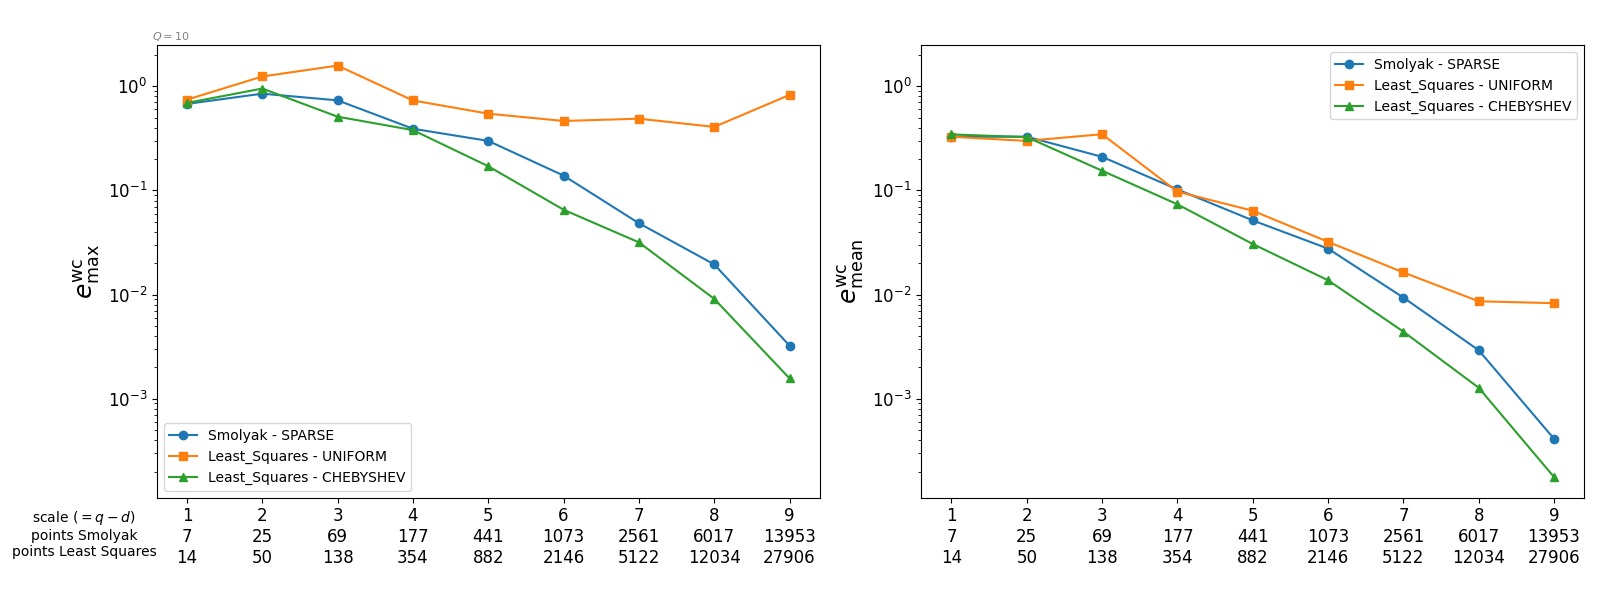 Q = 10
10⁰
10⁻¹
10⁻²
10⁻³
e^wc_max
Smolyak - SPARSE
Least_Squares - UNIFORM
Least_Squares - CHEBYSHEV
scale (= q − d) 1 2 3 4 5 6 7 8 9
points Smolyak 7 25 69 177 441 1073 2561 6017 13953
points Least Squares 14 50 138 354 882 2146 5122 12034 27906
10⁰
10⁻¹
10⁻²
10⁻³
e^wc_mean
Smolyak - SPARSE
Least_Squares - UNIFORM
Least_Squares - CHEBYSHEV
1 2 3 4 5 6 7 8 9
7 25 69 177 441 1073 2561 6017 13953
14 50 138 354 882 2146 5122 12034 27906